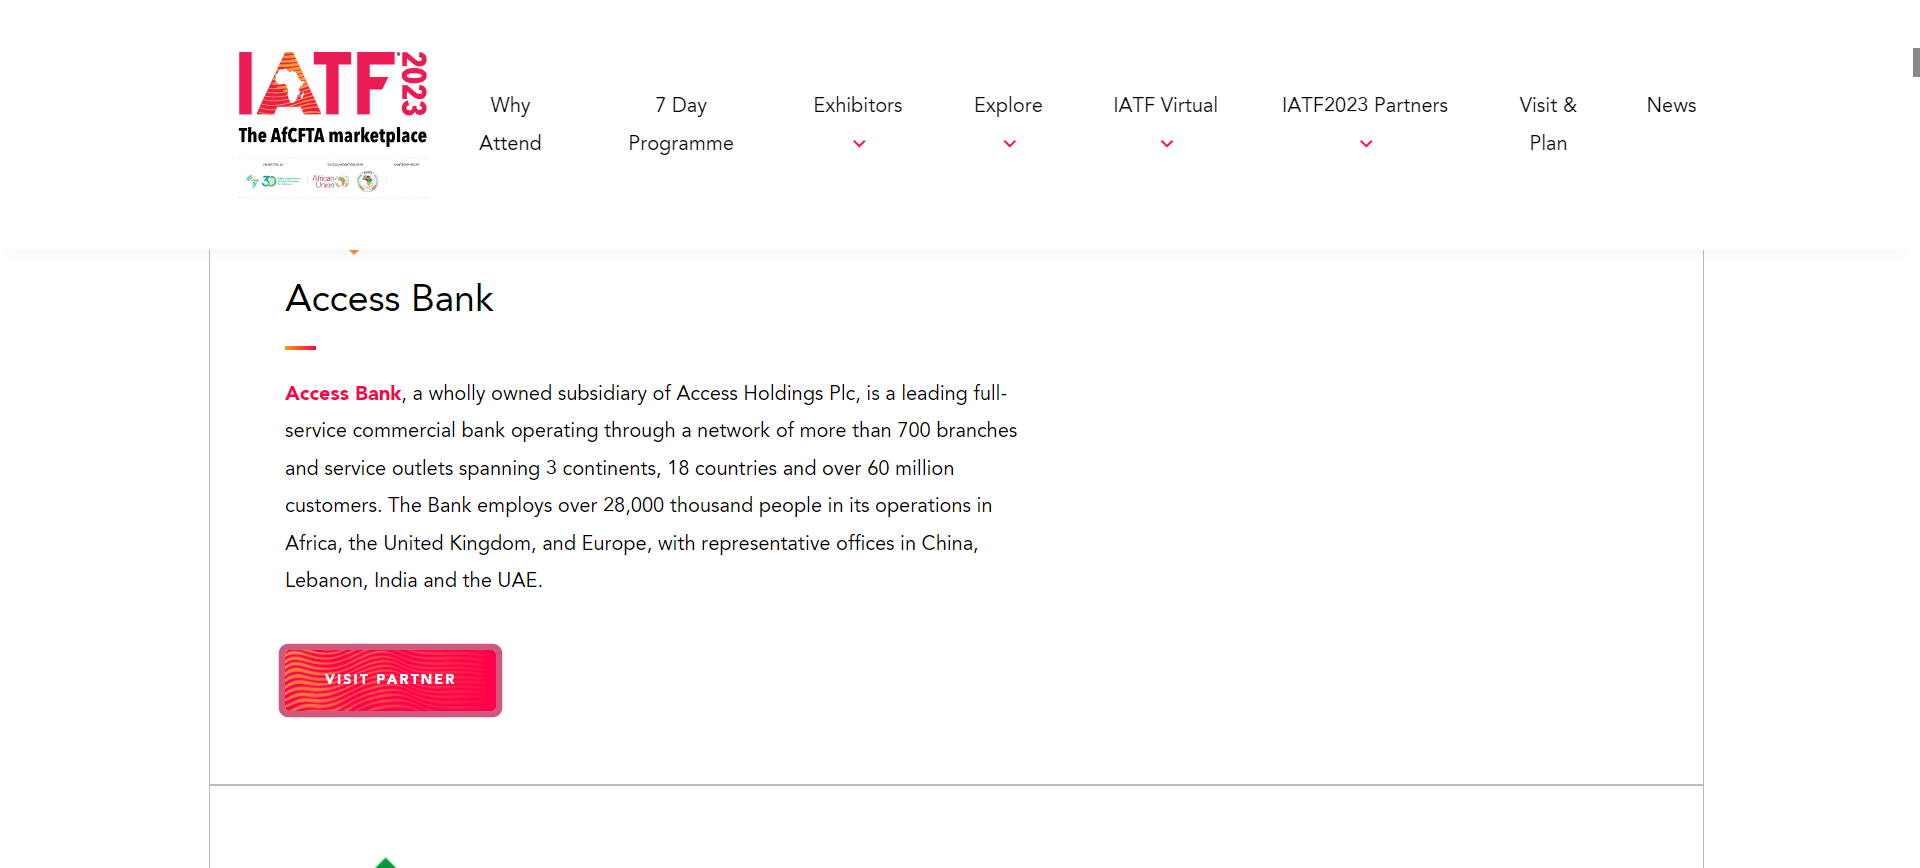 IATF 2023
The AfCFTA marketplace
African
Union
Why
Attend
7 Day
Programme
Exhibitors
Explore
IATF Virtual
IATF2023 Partners
Visit &
Plan
News
Access Bank
Access Bank, a wholly owned subsidiary of Access Holdings Plc, is a leading full-
service commercial bank operating through a network of more than 700 branches
and service outlets spanning 3 continents, 18 countries and over 60 million
customers. The Bank employs over 28,000 thousand people in its operations in
Africa, the United Kingdom, and Europe, with representative offices in China,
Lebanon, India and the UAE.
VISIT PARTNER